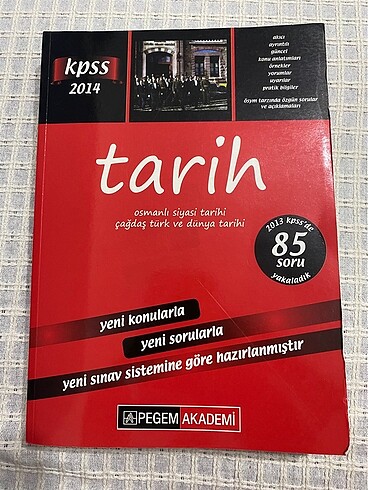 kpss
2014
akıcı
ayrıntılı
güncel
konu anlatımları
örnekler
yorumlar
uyarılar
pratik bilgiler
ösym tarzında özgün sorular
ve açıklamaları
tarih
osmanlı siyasi tarihi
çağdaş türk ve dünya tarihi
2013 kpss'de
85
soru
yakaladık
yeni konularla
yeni sorularla
yeni sınav sistemine göre hazırlanmıştır
PEGEM AKADEMİ